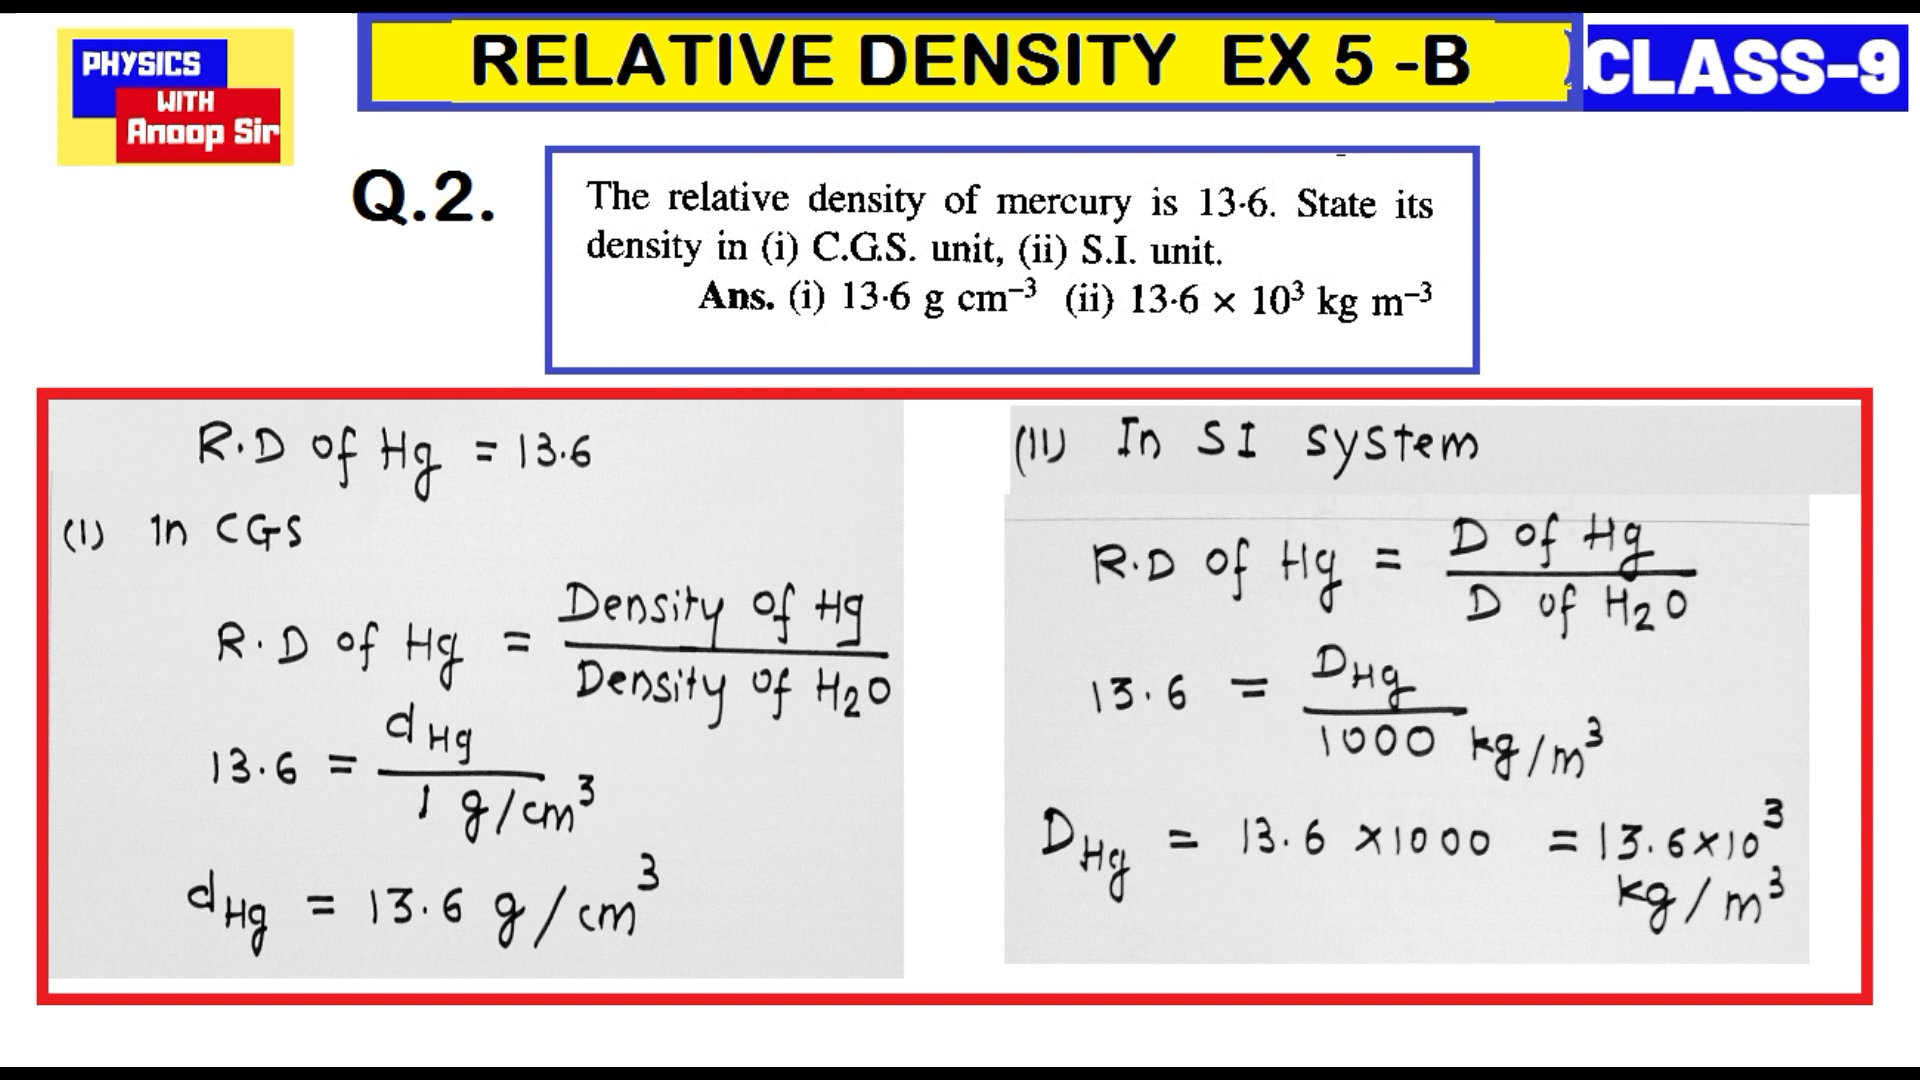 PHYSICS
WITH
Anoop Sir
RELATIVE DENSITY EX 5 -B
CLASS-9
Q.2.
The relative density of mercury is 13·6. State its
density in (i) C.G.S. unit, (ii) S.I. unit.
Ans. (i) 13·6 g cm⁻³ (ii) 13·6 × 10³ kg m⁻³
R.D of Hg = 13.6
(I) In CGS
R.D of Hg = Density of Hg
Density of H2O
13.6 = d Hg
1 g/cm³
d Hg = 13.6 g/cm³
(II) In SI system
R.D of Hg = D of Hg
D of H2O
13.6 = D Hg
1000 kg/m³
D Hg = 13.6 ×1000 = 13.6×10³
kg/m³